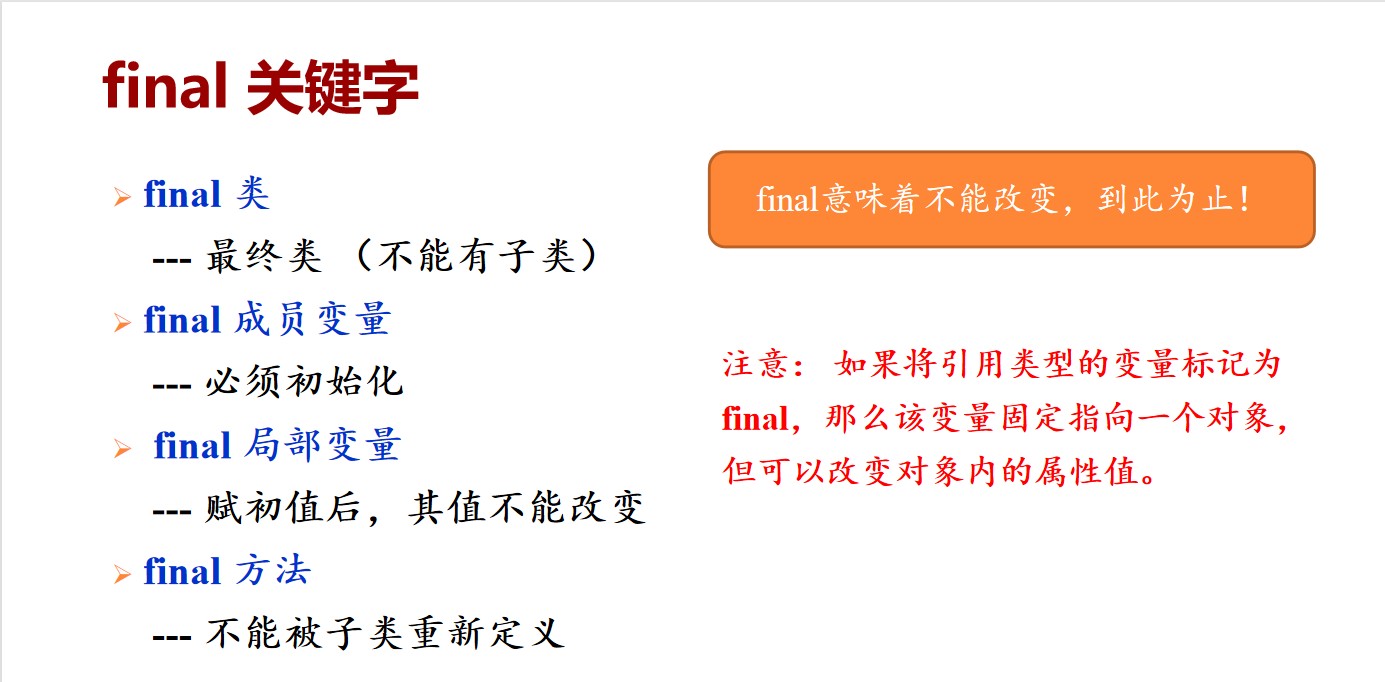 final 关键字
final 类
--- 最终类 （不能有子类）
final 成员变量
--- 必须初始化
final 局部变量
--- 赋初值后，其值不能改变
final 方法
--- 不能被子类重新定义
final意味着不能改变，到此为止！
注意： 如果将引用类型的变量标记为
final，那么该变量固定指向一个对象，
但可以改变对象内的属性值。